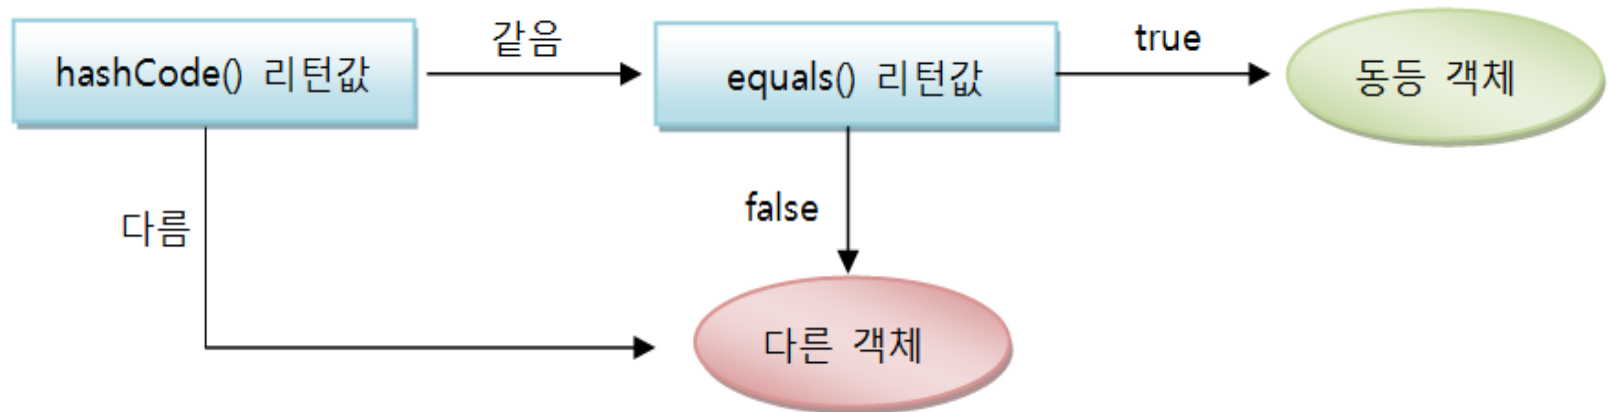 hashCode() 리턴값
같음
equals() 리턴값
true
동등 객체
다름
false
다른 객체